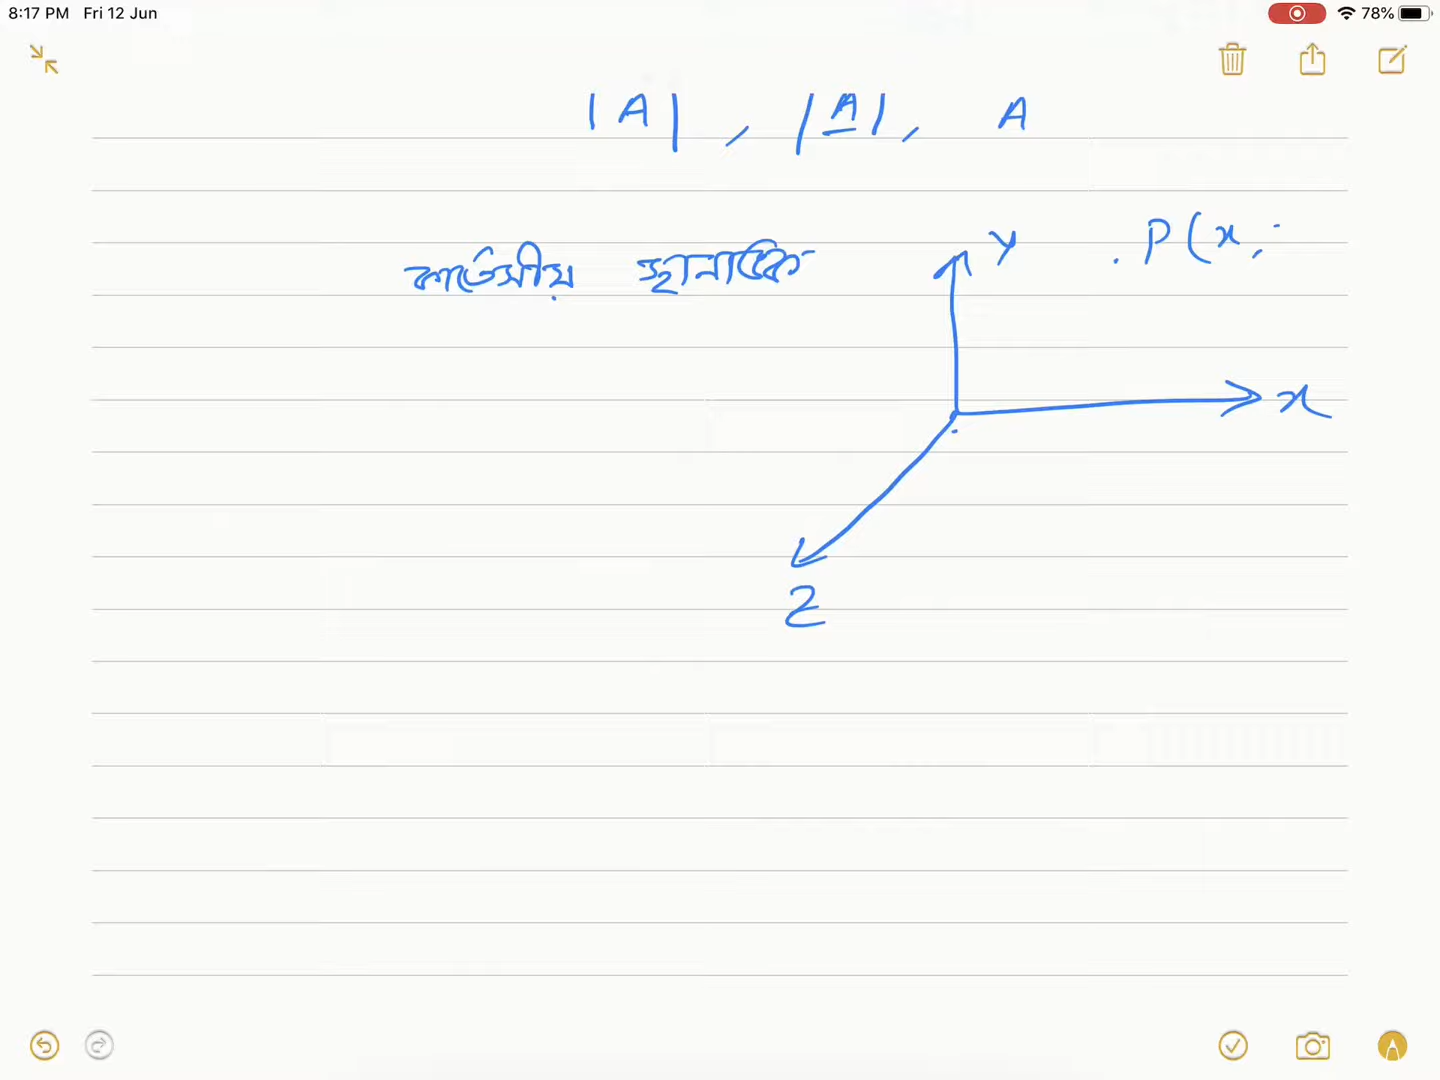 8:17 PM Fri 12 Jun 78%
|A| , |A| , A
কার্তেসীয় স্থানাঙ্ক
y . P(x,
x
z